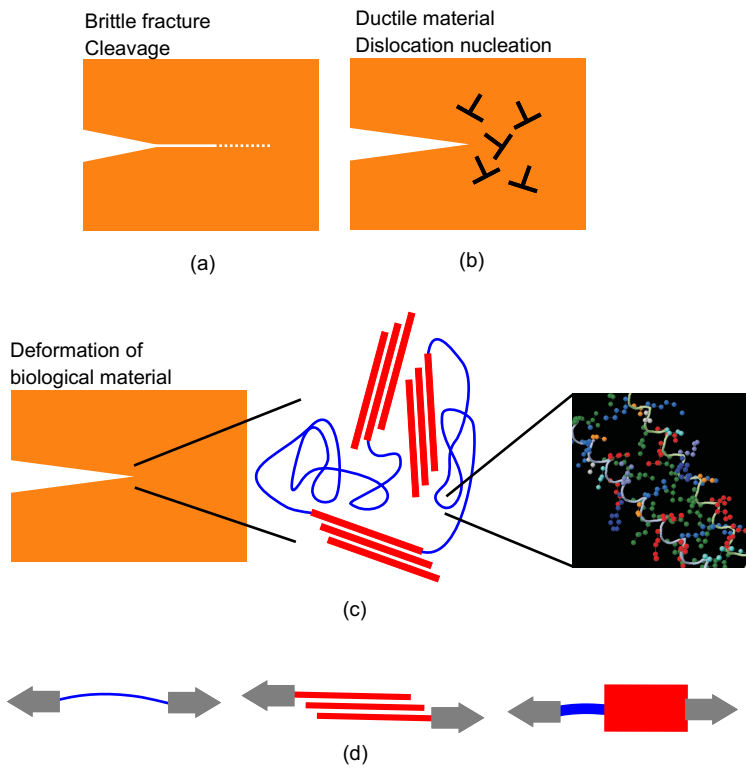 Brittle fracture
Cleavage
Ductile material
Dislocation nucleation
(a)
(b)
Deformation of
biological material
(c)
(d)